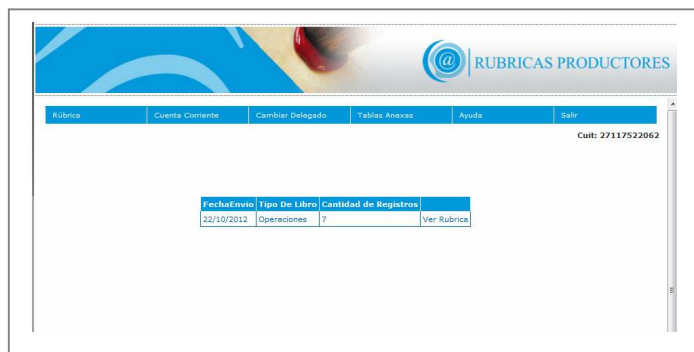 @ RUBRICAS PRODUCTORES
Rúbrica Cuenta Corriente Cambiar Delegado Tablas Anexas Ayuda Salir
Cuit: 27117522062
FechaEnvio Tipo De Libro Cantidad de Registros
22/10/2012 Operaciones 7 Ver Rubrica